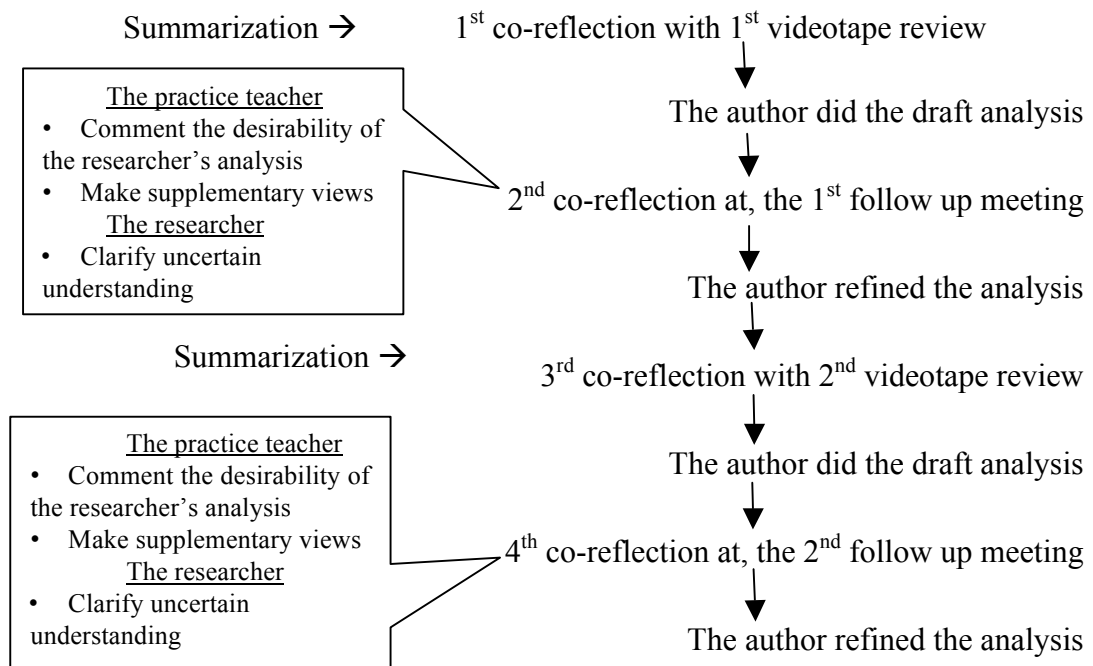 Summarization → 1st co-reflection with 1st videotape review
The author did the draft analysis
The practice teacher
• Comment the desirability of
the researcher’s analysis
• Make supplementary views
The researcher
• Clarify uncertain
understanding
2nd co-reflection at, the 1st follow up meeting
The author refined the analysis
Summarization →
3rd co-reflection with 2nd videotape review
The author did the draft analysis
The practice teacher
• Comment the desirability of
the researcher’s analysis
• Make supplementary views
The researcher
• Clarify uncertain
understanding
4th co-reflection at, the 2nd follow up meeting
The author refined the analysis